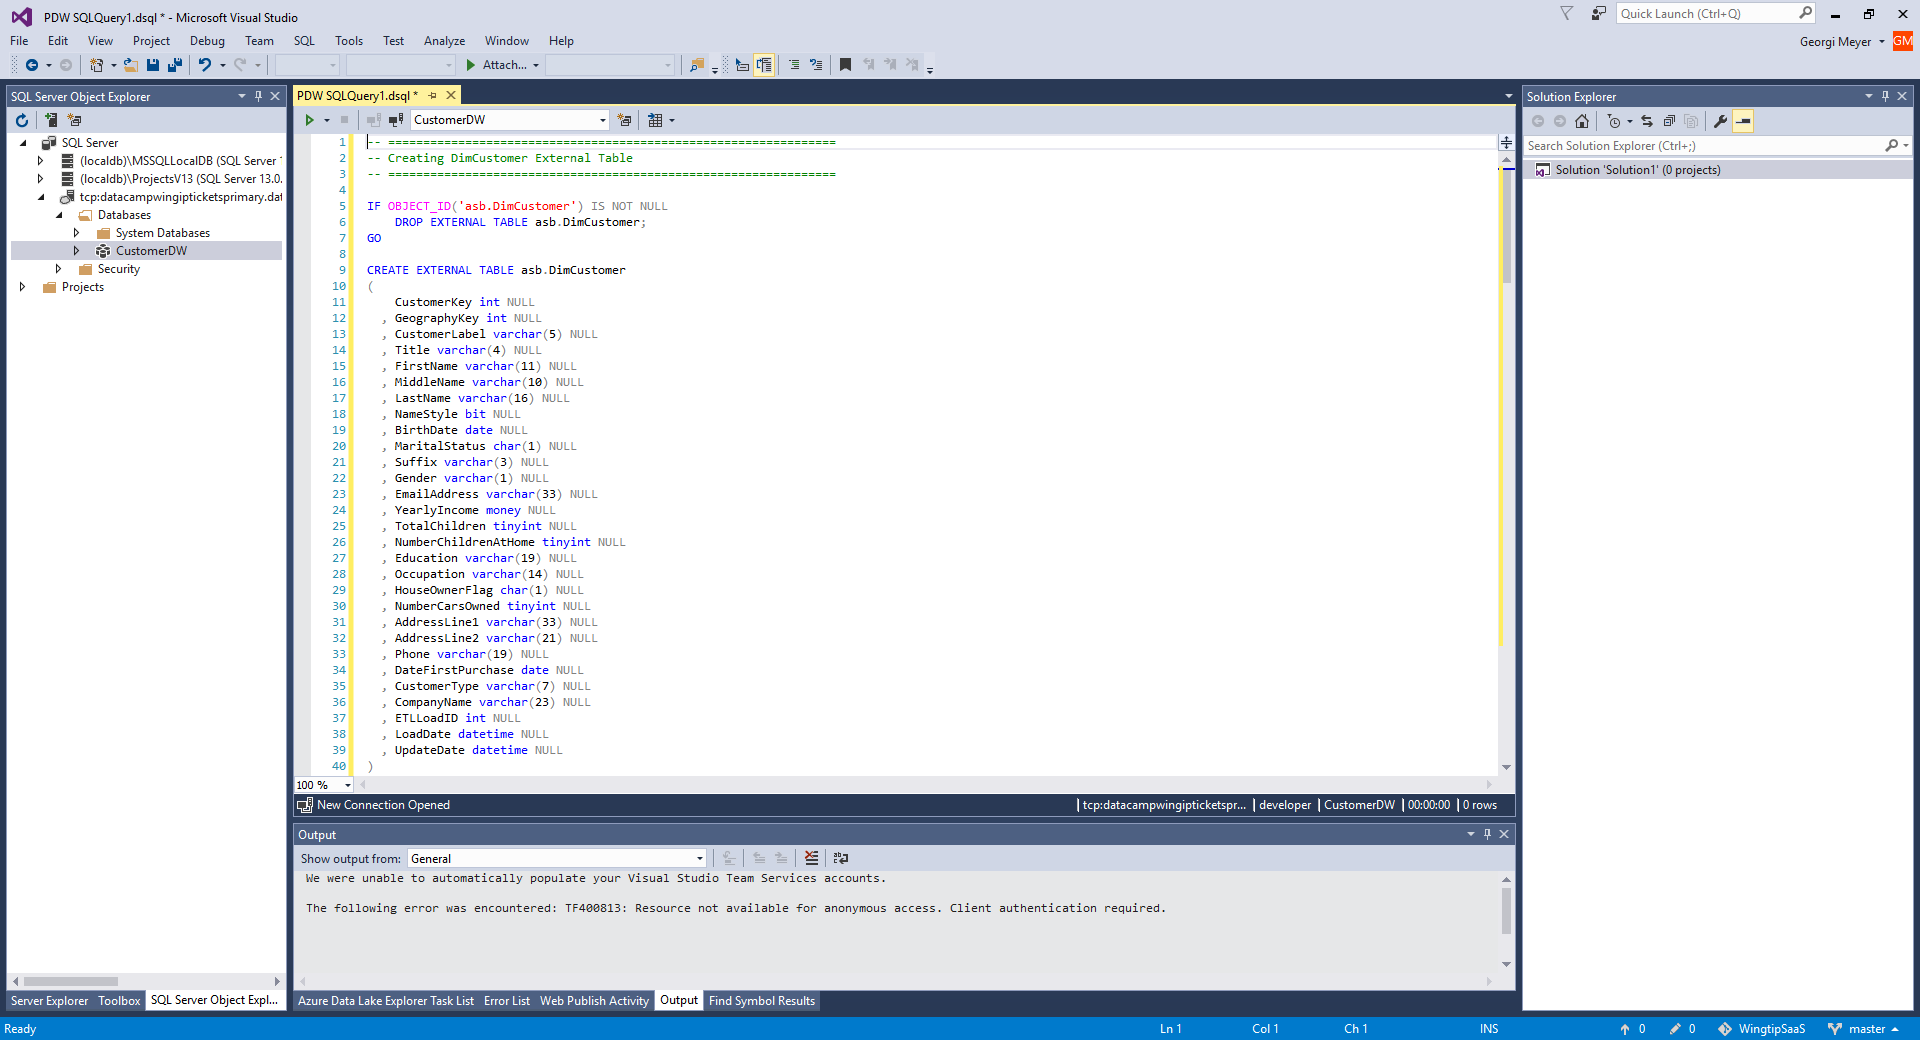 PDW SQLQuery1.dsql * - Microsoft Visual Studio
Quick Launch (Ctrl+Q)
File Edit View Project Debug Team SQL Tools Test Analyze Window Help
Georgi Meyer GM
Attach...
SQL Server Object Explorer
SQL Server
(localdb)\MSSQLLocalDB (SQL Server
(localdb)\ProjectsV13 (SQL Server 13.0.
tcp:datacampwingipticketsprimary.dat
Databases
System Databases
CustomerDW
Security
Projects
PDW SQLQuery1.dsql *
CustomerDW
1 -- ================================================================
2 -- Creating DimCustomer External Table
3 -- ================================================================
4
5 IF OBJECT_ID('asb.DimCustomer') IS NOT NULL
6 DROP EXTERNAL TABLE asb.DimCustomer;
7 GO
8
9 CREATE EXTERNAL TABLE asb.DimCustomer
10 (
11 CustomerKey int NULL
12 , GeographyKey int NULL
13 , CustomerLabel varchar(5) NULL
14 , Title varchar(4) NULL
15 , FirstName varchar(11) NULL
16 , MiddleName varchar(10) NULL
17 , LastName varchar(16) NULL
18 , NameStyle bit NULL
19 , BirthDate date NULL
20 , MaritalStatus char(1) NULL
21 , Suffix varchar(3) NULL
22 , Gender varchar(1) NULL
23 , EmailAddress varchar(33) NULL
24 , YearlyIncome money NULL
25 , TotalChildren tinyint NULL
26 , NumberChildrenAtHome tinyint NULL
27 , Education varchar(19) NULL
28 , Occupation varchar(14) NULL
29 , HouseOwnerFlag char(1) NULL
30 , NumberCarsOwned tinyint NULL
31 , AddressLine1 varchar(33) NULL
32 , AddressLine2 varchar(21) NULL
33 , Phone varchar(19) NULL
34 , DateFirstPurchase date NULL
35 , CustomerType varchar(7) NULL
36 , CompanyName varchar(23) NULL
37 , ETLLoadID int NULL
38 , LoadDate datetime NULL
39 , UpdateDate datetime NULL
40 )
100 %
New Connection Opened
tcp:datacampwingipticketspr... developer CustomerDW 00:00:00 0 rows
Output
Show output from: General
We were unable to automatically populate your Visual Studio Team Services accounts.
The following error was encountered: TF400813: Resource not available for anonymous access. Client authentication required.
Solution Explorer
Search Solution Explorer (Ctrl+;)
Solution 'Solution1' (0 projects)
Server Explorer Toolbox SQL Server Object Expl...
Azure Data Lake Explorer Task List Error List Web Publish Activity Output Find Symbol Results
Ready
Ln 1 Col 1 Ch 1 INS
0 0 WingtipSaaS master